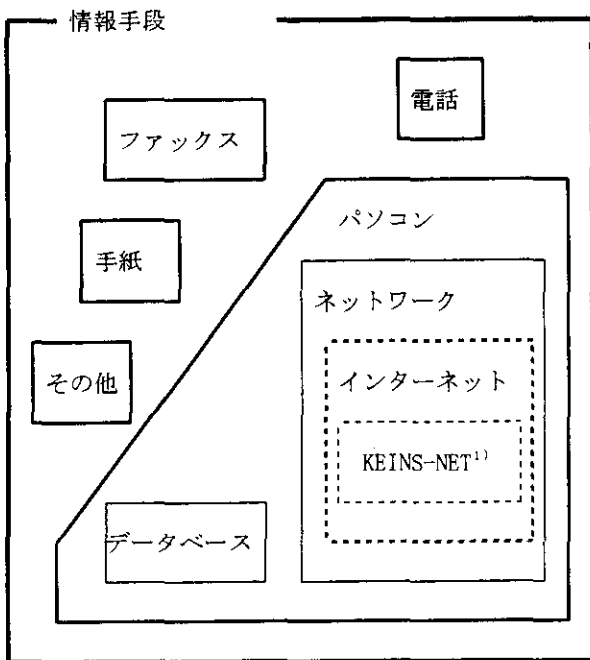 情報手段
電話
ファックス
パソコン
手紙
ネットワーク
その他
インターネット
KEINS-NET¹⁾
データベース